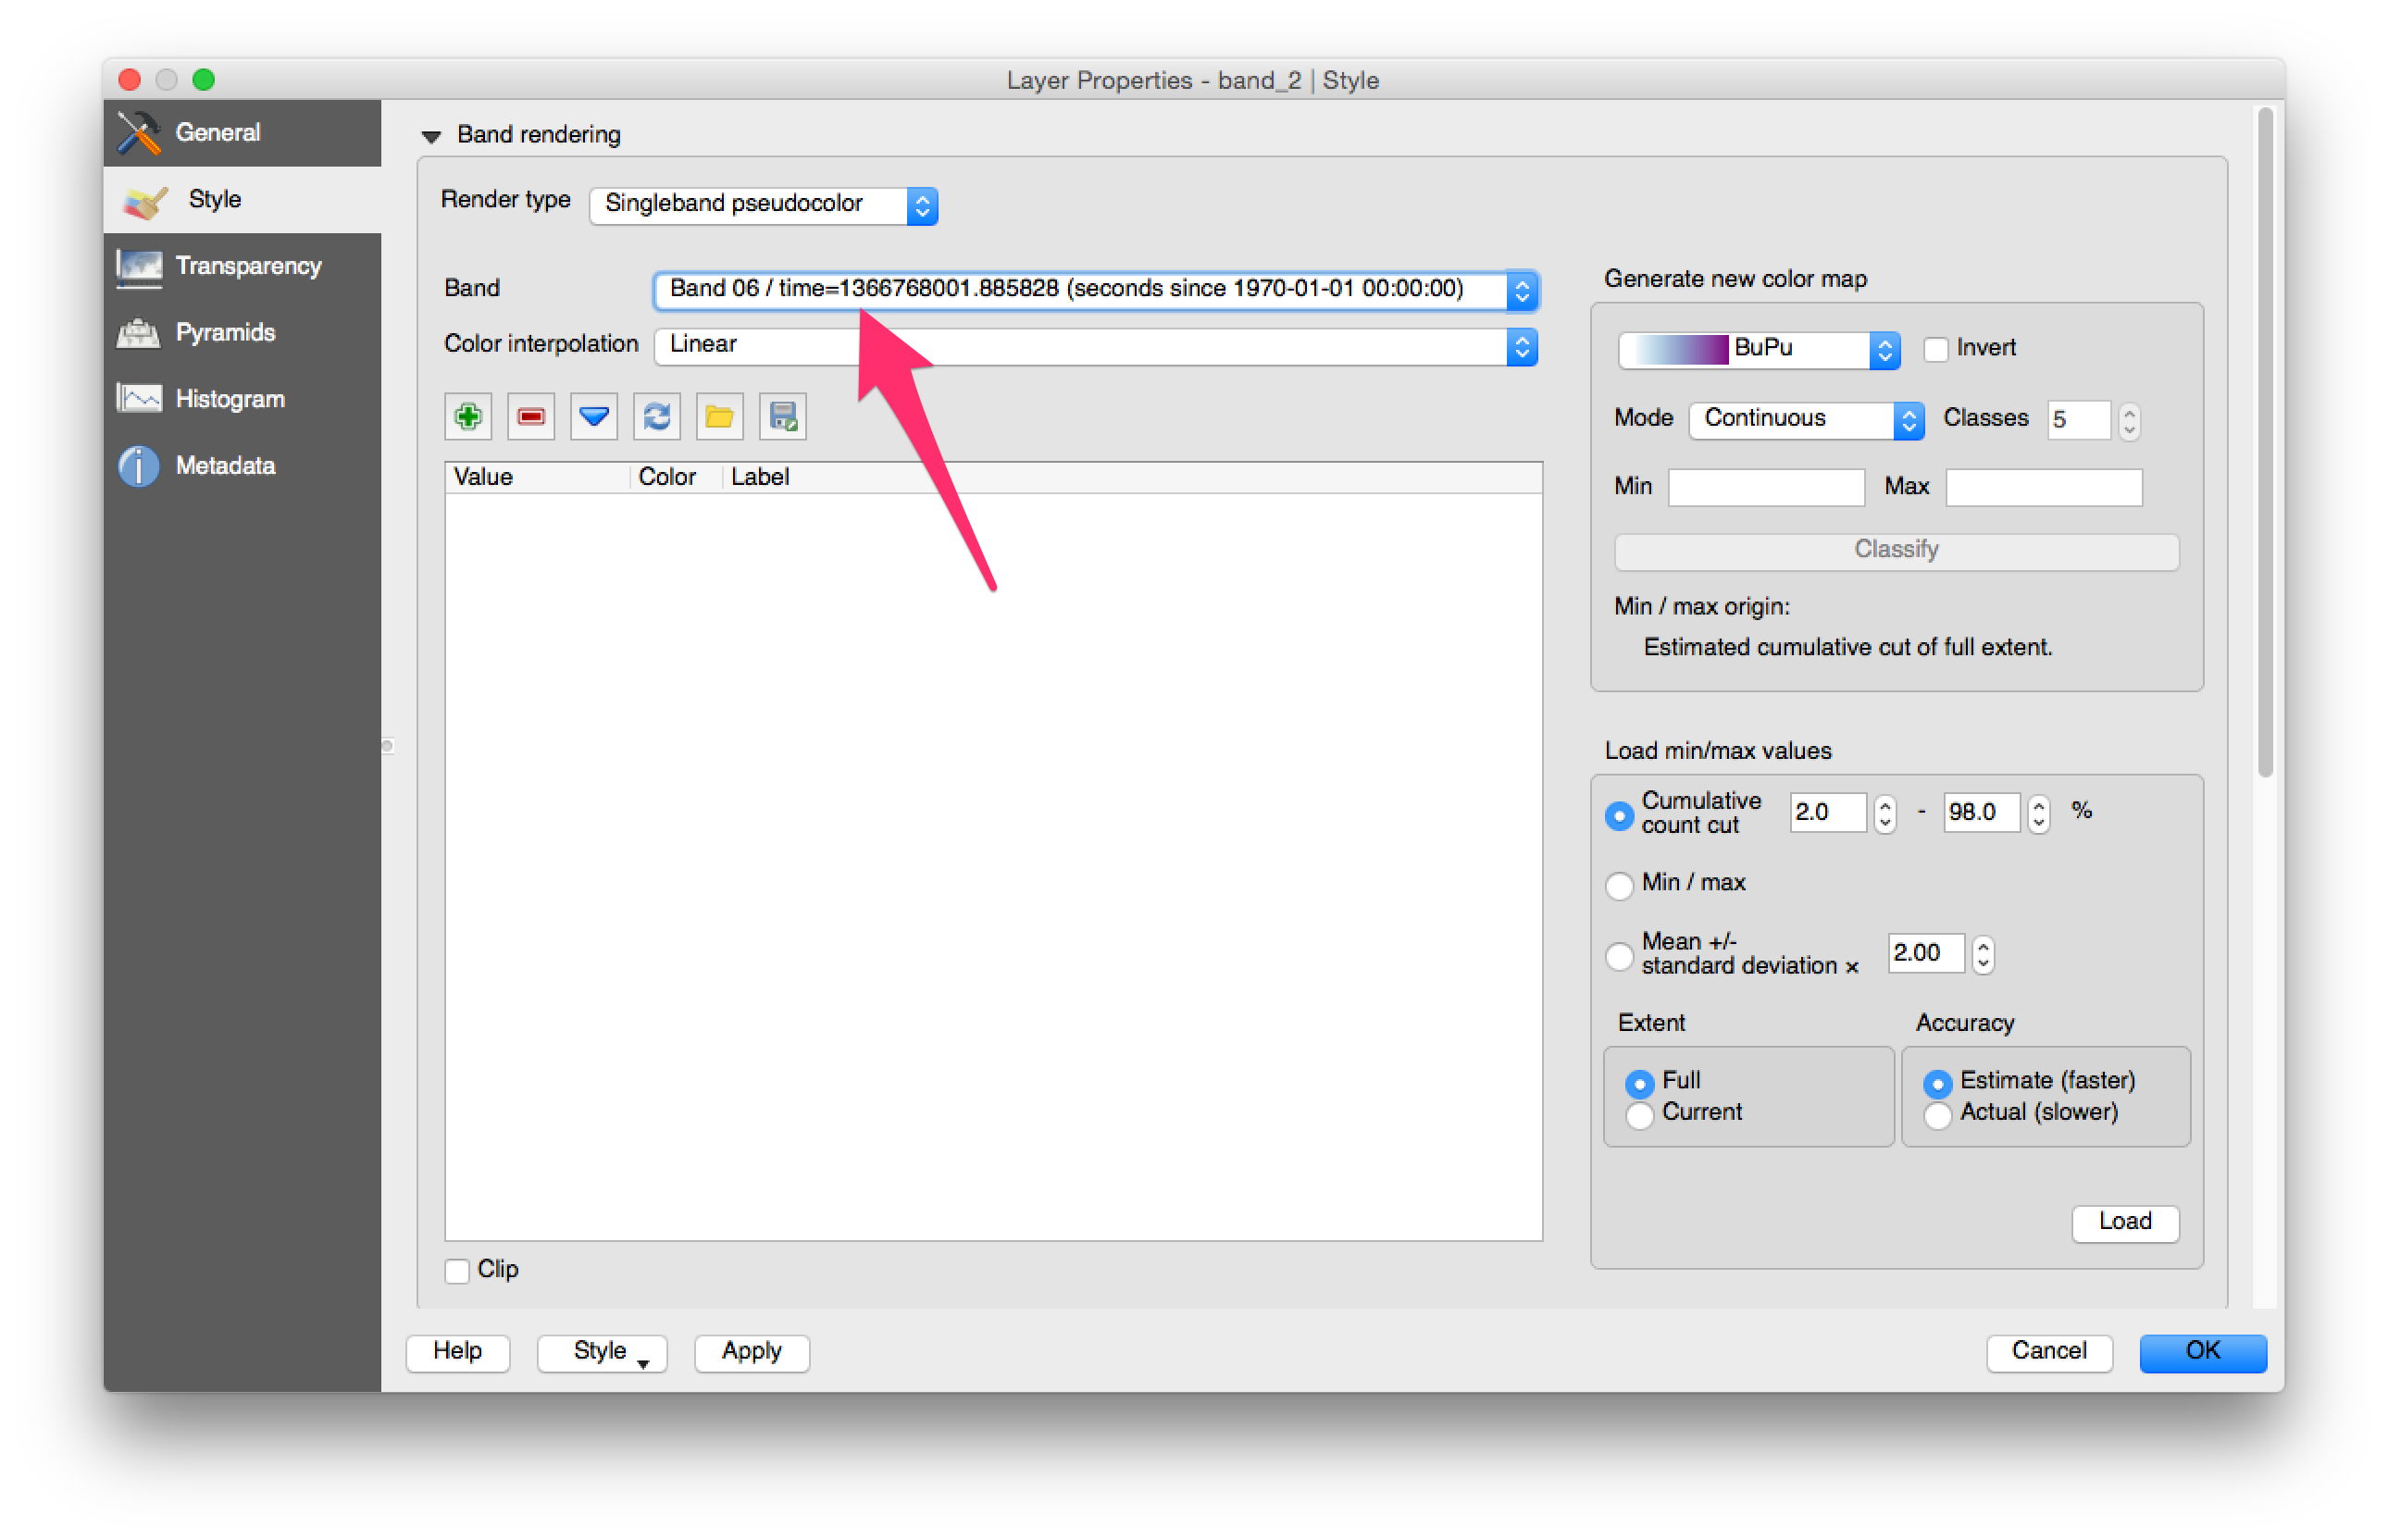 Layer Properties - band_2 | Style
General
Style
Transparency
Pyramids
Histogram
Metadata
Band rendering
Render type Singleband pseudocolor
Band Band 06 / time=1366768001.885828 (seconds since 1970-01-01 00:00:00)
Color interpolation Linear
Value Color Label
Clip
Generate new color map
BuPu Invert
Mode Continuous Classes 5
Min Max
Classify
Min / max origin:
Estimated cumulative cut of full extent.
Load min/max values
Cumulative
count cut 2.0 - 98.0 %
Min / max
Mean +/-
standard deviation × 2.00
Extent Accuracy
Full Estimate (faster)
Current Actual (slower)
Load
Help Style Apply Cancel OK